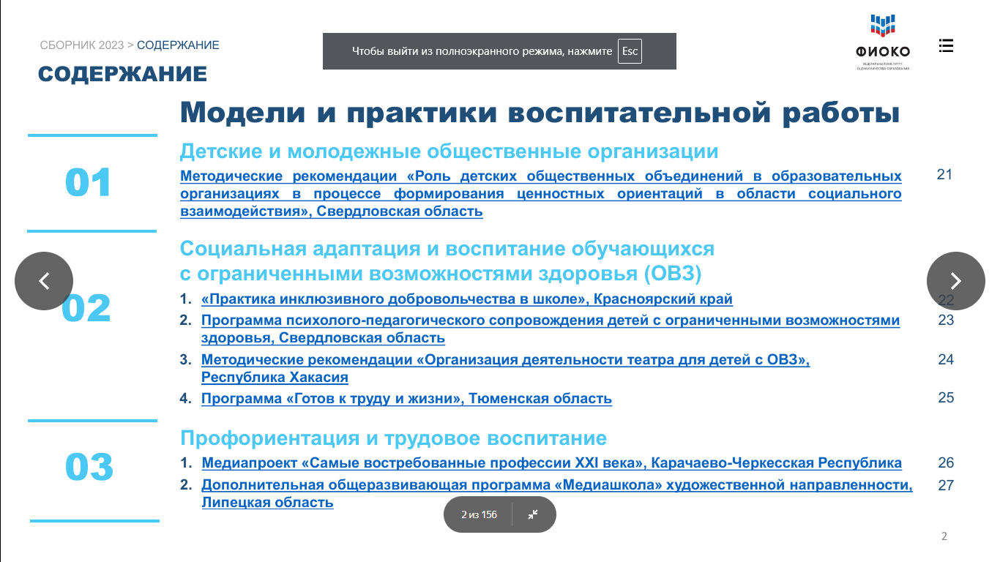 СБОРНИК 2023 > СОДЕРЖАНИЕ
Чтобы выйти из полноэкранного режима, нажмите Esc
ФИОКО
ФЕДЕРАЛЬНЫЙ ИНСТИТУТ
ОЦЕНКИ КАЧЕСТВА ОБРАЗОВАНИЯ
СОДЕРЖАНИЕ
Модели и практики воспитательной работы
01
Детские и молодежные общественные организации
Методические рекомендации «Роль детских общественных объединений в образовательных 21
организациях в процессе формирования ценностных ориентаций в области социального
взаимодействия», Свердловская область
02
Социальная адаптация и воспитание обучающихся
с ограниченными возможностями здоровья (ОВЗ)
1. «Практика инклюзивного добровольчества в школе», Красноярский край 22
2. Программа психолого-педагогического сопровождения детей с ограниченными возможностями 23
здоровья, Свердловская область
3. Методические рекомендации «Организация деятельности театра для детей с ОВЗ», 24
Республика Хакасия
4. Программа «Готов к труду и жизни», Тюменская область 25
03
Профориентация и трудовое воспитание
1. Медиапроект «Самые востребованные профессии XXI века», Карачаево-Черкесская Республика 26
2. Дополнительная общеразвивающая программа «Медиашкола» художественной направленности, 27
Липецкая область
2 из 156
2